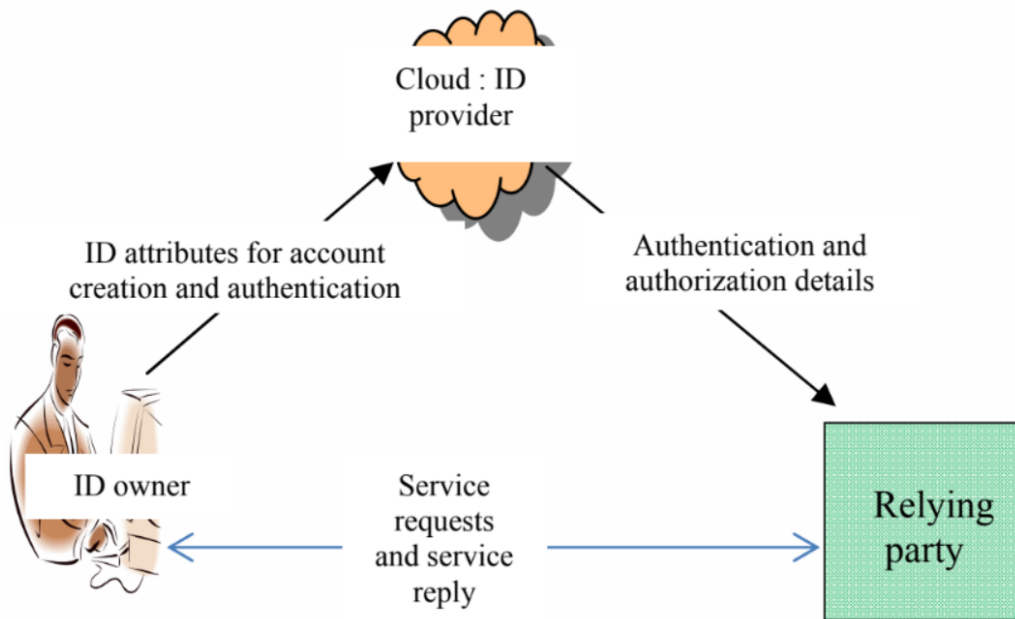 Cloud : ID
provider
ID attributes for account
creation and authentication
Authentication and
authorization details
ID owner
Service
requests
and service
reply
Relying
party